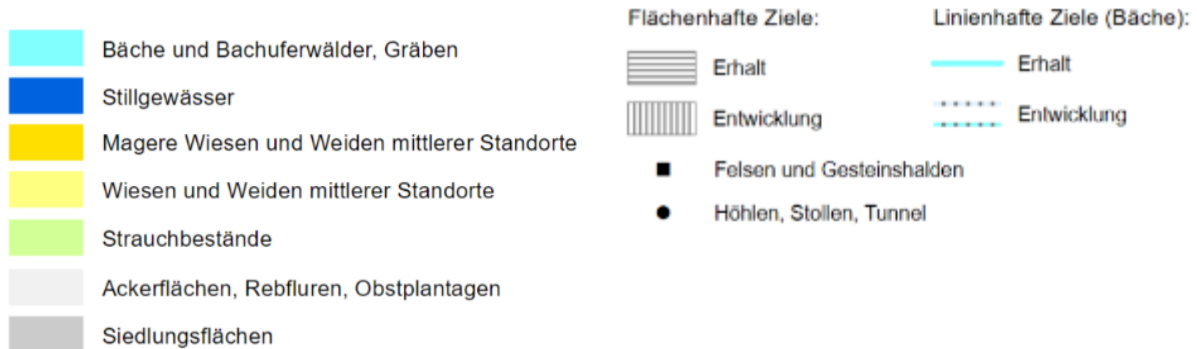 Bäche und Bachuferwälder, Gräben
Stillgewässer
Magere Wiesen und Weiden mittlerer Standorte
Wiesen und Weiden mittlerer Standorte
Strauchbestände
Ackerflächen, Rebfluren, Obstplantagen
Siedlungsflächen
Flächenhafte Ziele:
Erhalt
Entwicklung
Felsen und Gesteinshalden
Höhlen, Stollen, Tunnel
Linienhafte Ziele (Bäche):
Erhalt
Entwicklung